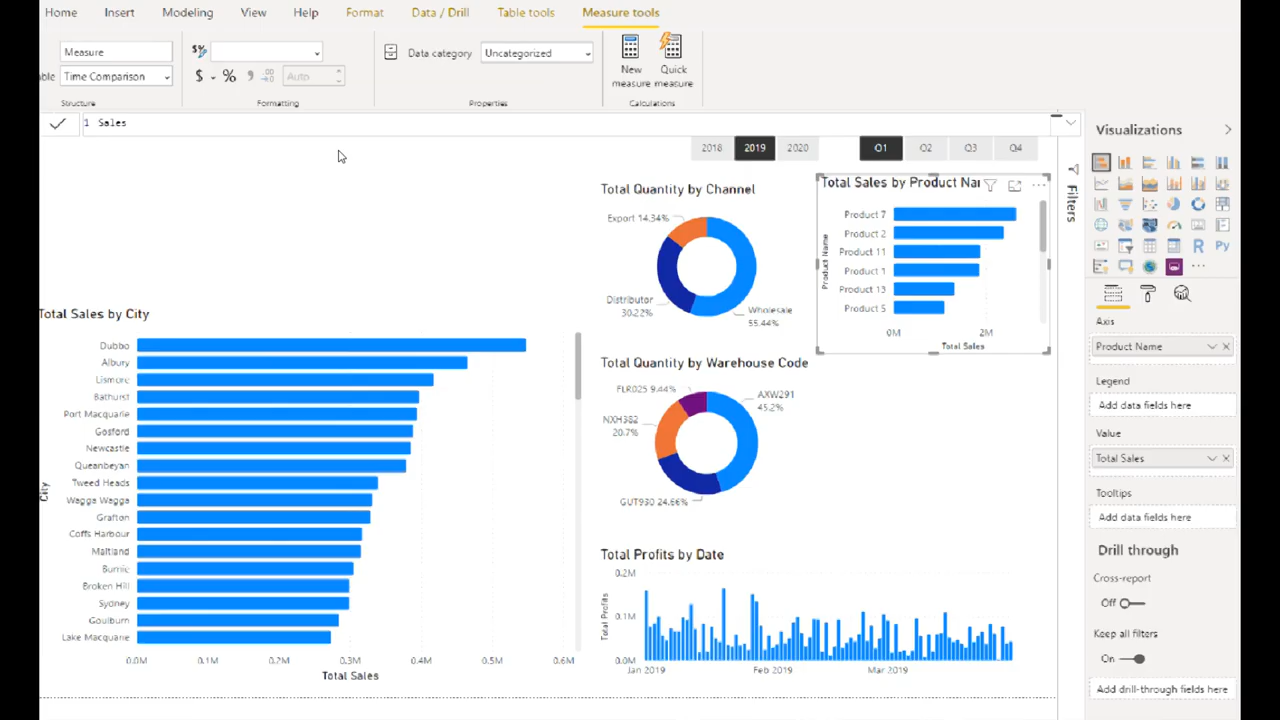 Home Insert Modeling View Help Format Data / Drill Table tools Measure tools
Measure
Data category Uncategorized
able Time Comparison
$ % Auto
New measure
Quick measure
Structure Formatting Properties Calculations
1 Sales
Visualizations
2018 2019 2020 Q1 Q2 Q3 Q4
Filters
Total Quantity by Channel
Export 14.34%
Distributor 30.22%
Wholesale 55.44%
Total Sales by Product Nar
Product Name
Product 7
Product 2
Product 11
Product 1
Product 13
Product 5
0M 2M
Total Sales
Total Sales by City
City
Dubbo
Albury
Lismore
Bathurst
Port Macquarie
Gosford
Newcastle
Queanbeyan
Tweed Heads
Wagga Wagga
Grafton
Coffs Harbour
Maitland
Burnie
Broken Hill
Sydney
Goulburn
Lake Macquarie
0.0M 0.1M 0.2M 0.3M 0.4M 0.5M 0.6M
Total Sales
Total Quantity by Warehouse Code
FLR025 9.44%
AXW291 45.2%
NXH382 20.7%
GUT930 24.66%
Total Profits by Date
Total Profits
0.2M
0.1M
0.0M
Jan 2019 Feb 2019 Mar 2019
R Py
Axis
Product Name
Legend
Add data fields here
Value
Total Sales
Tooltips
Add data fields here
Drill through
Cross-report
Off
Keep all filters
On
Add drill-through fields here